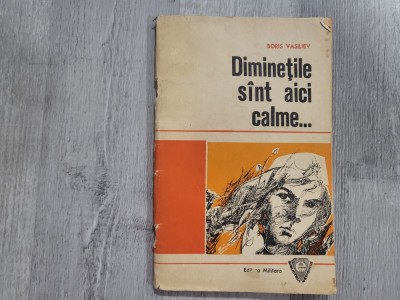 BORIS VASILIEV
Diminețile
sînt aici
calme...
Editura Militară